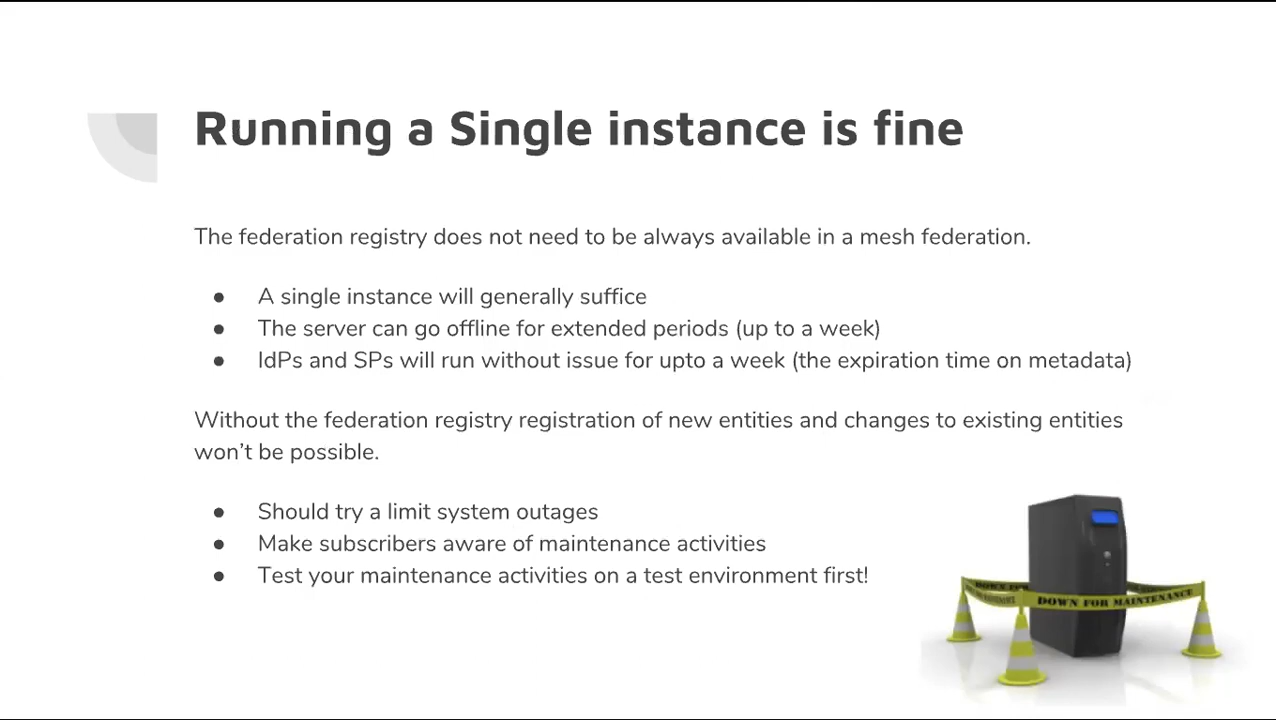 Running a Single instance is fine
The federation registry does not need to be always available in a mesh federation.
● A single instance will generally suffice
● The server can go offline for extended periods (up to a week)
● IdPs and SPs will run without issue for upto a week (the expiration time on metadata)
Without the federation registry registration of new entities and changes to existing entities
won't be possible.
● Should try a limit system outages
● Make subscribers aware of maintenance activities
● Test your maintenance activities on a test environment first!
DOWN FOR MAINTENANCE